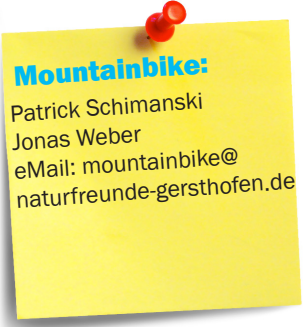 Mountainbike:
Patrick Schimanski
Jonas Weber
eMail: mountainbike@
naturfreunde-gersthofen.de